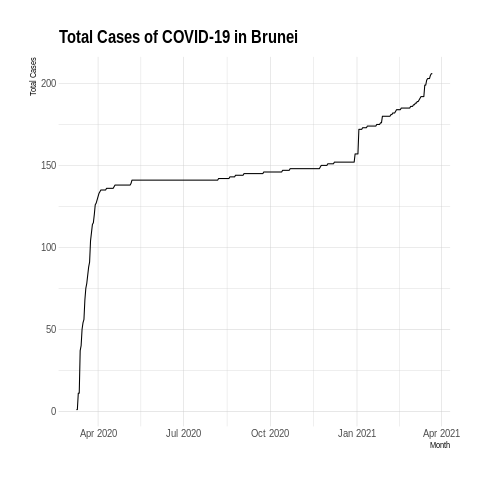 Total Cases of COVID-19 in Brunei
Total Cases
200
150
100
50
0
Apr 2020 Jul 2020 Oct 2020 Jan 2021 Apr 2021
Month